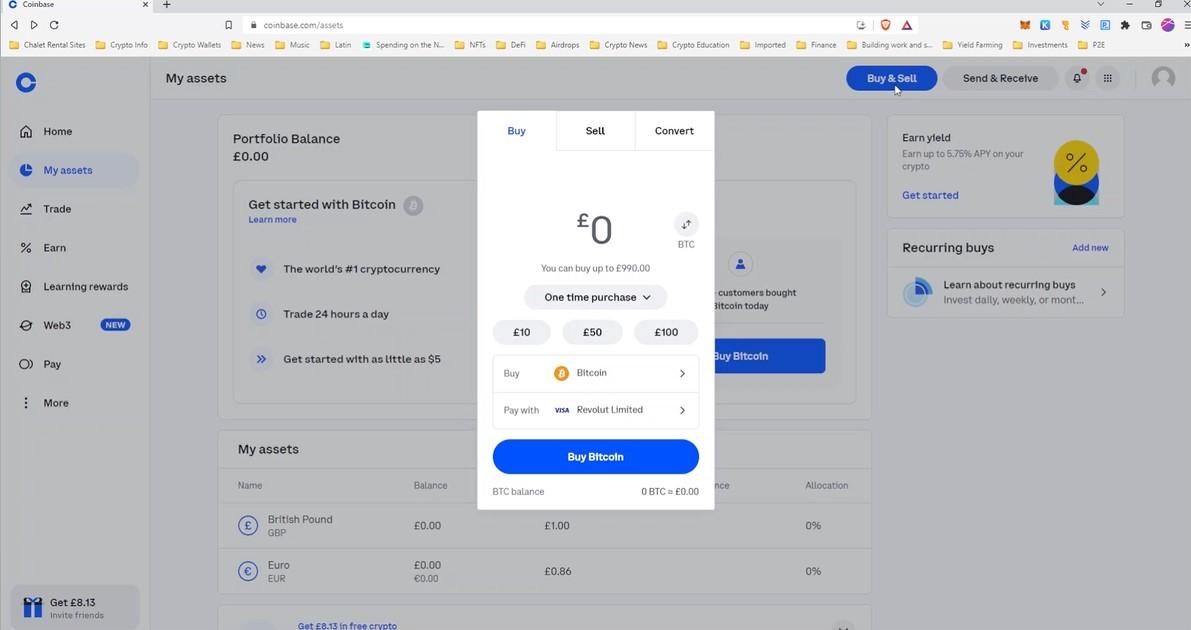 Coinbase
coinbase.com/assets
Chalet Rental Sites
Crypto Info
Crypto Wallets
News
Music
Latin
Spending on the N...
NFTs
DeFi
Airdrops
Crypto News
Crypto Education
Imported
Finance
Building work and s...
Yield Farming
Investments
P2E
»
My assets
Buy & Sell
Send & Receive
Home
My assets
Trade
Earn
Learning rewards
Web3
NEW
Pay
More
Get £8.13
Invite friends
Portfolio Balance
£0.00
Get started with Bitcoin
Learn more
The world's #1 cryptocurrency
Trade 24 hours a day
Get started with as little as $5
customers bought
Bitcoin today
Buy Bitcoin
Buy
Sell
Convert
£0
BTC
You can buy up to £990.00
One time purchase
£10
£50
£100
Buy
Bitcoin
Pay with
VISA
Revolut Limited
Buy Bitcoin
BTC balance
0 BTC ≈ £0.00
Earn yield
Earn up to 5.75% APY on your
crypto
Get started
%
Recurring buys
Add new
Learn about recurring buys
Invest daily, weekly, or mont...
My assets
Name
Balance
Allocation
British Pound
GBP
£0.00
£1.00
0%
Euro
EUR
£0.00
€0.00
£0.86
0%
Get £8.13 in free crypto